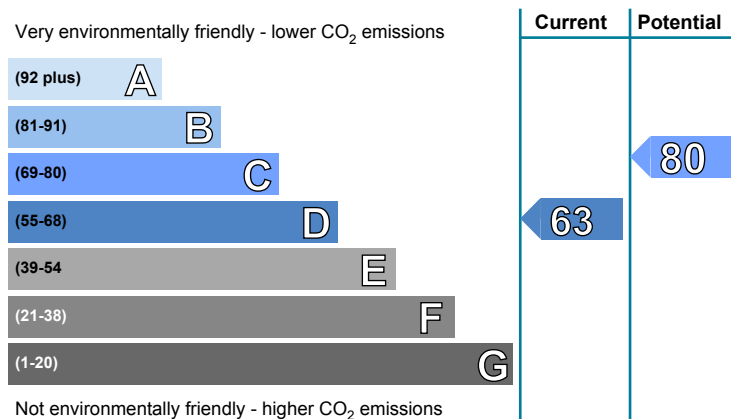 Current Potential
Very environmentally friendly - lower CO₂ emissions
(92 plus) A
(81-91) B
(69-80) C 80
(55-68) D 63
(39-54 E
(21-38) F
(1-20) G
Not environmentally friendly - higher CO₂ emissions